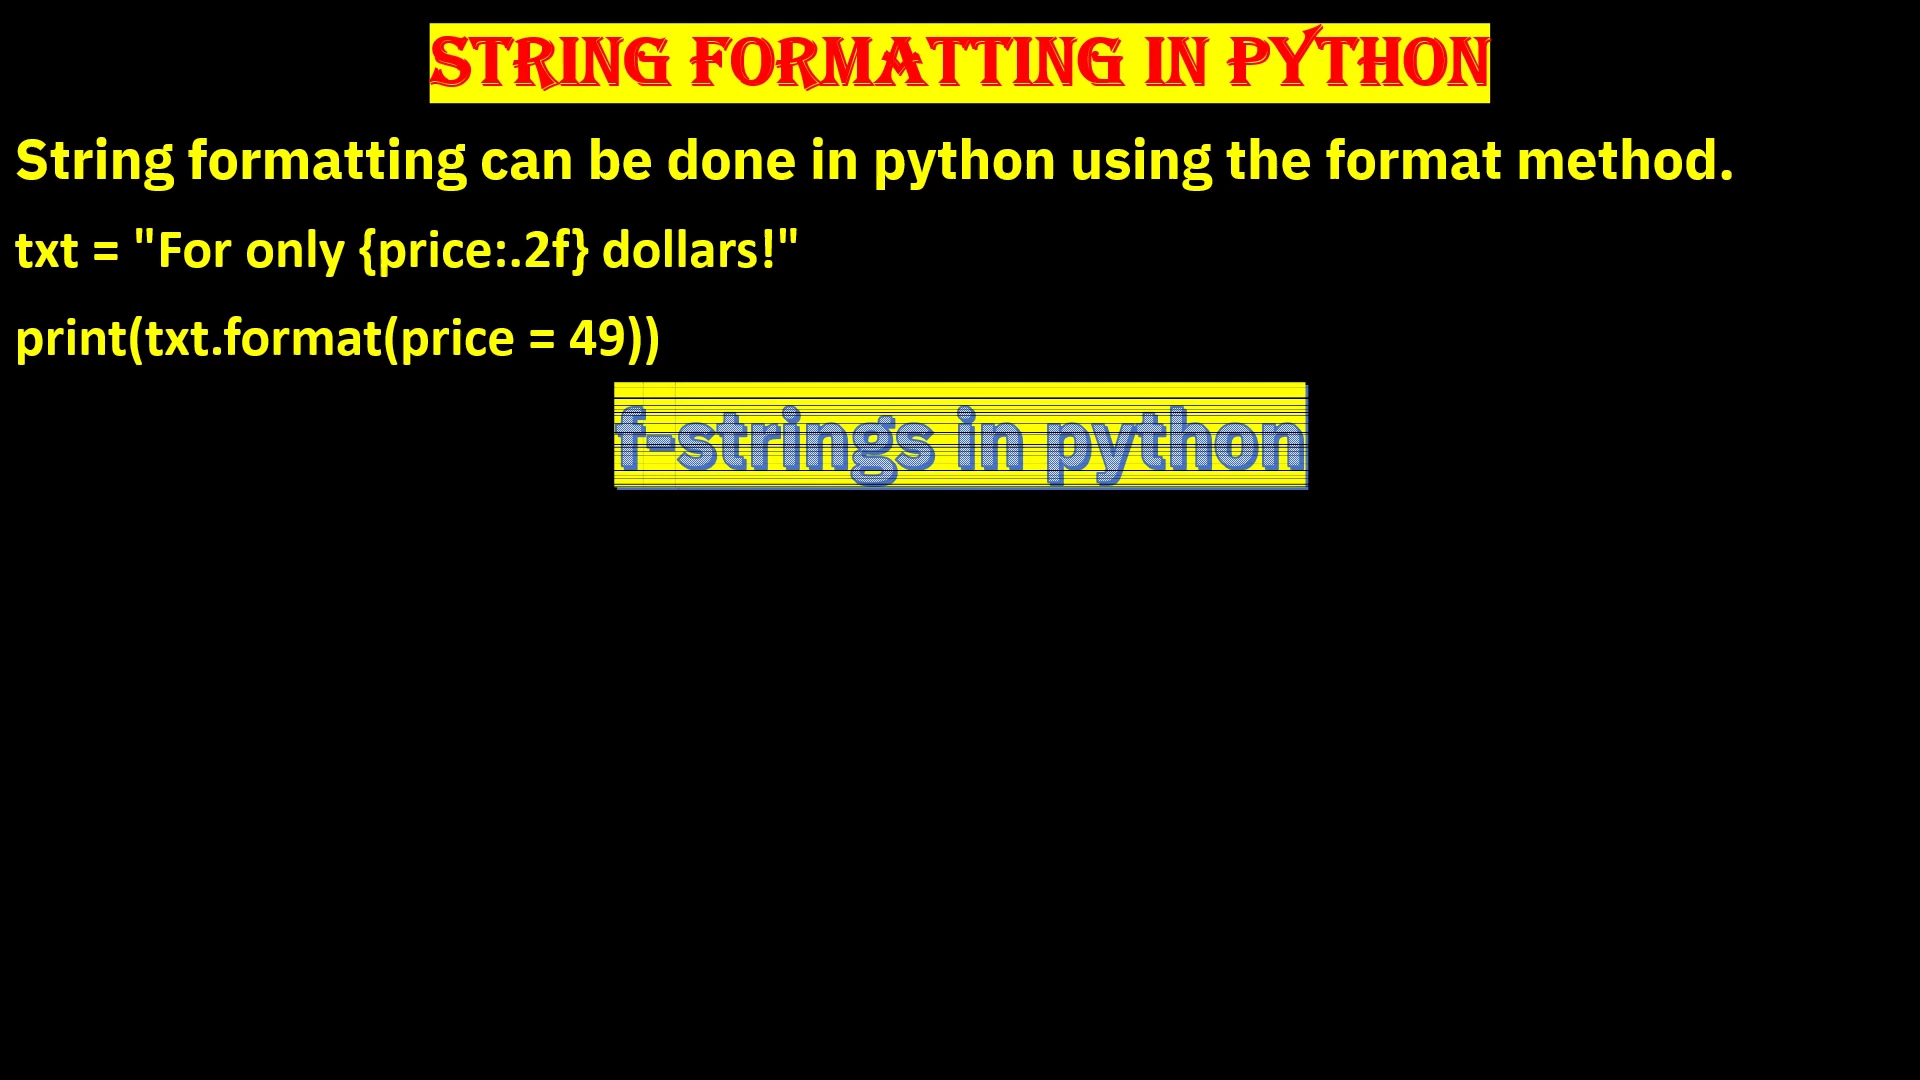 STRING FORMATTING IN PYTHON
String formatting can be done in python using the format method.
txt = "For only {price:.2f} dollars!"
print(txt.format(price = 49))
f-strings in python